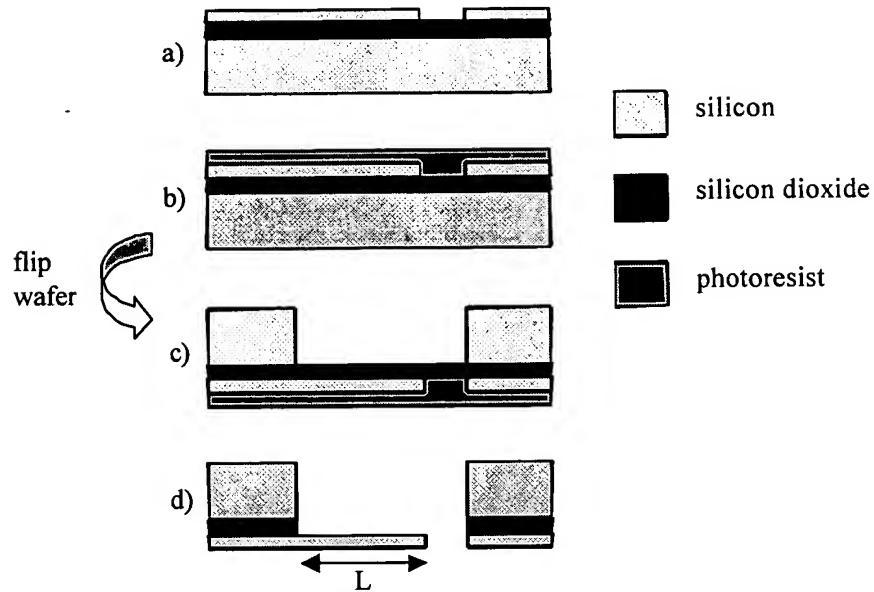 a)
silicon
b)
silicon dioxide
flip
wafer
photoresist
c)
d)
L